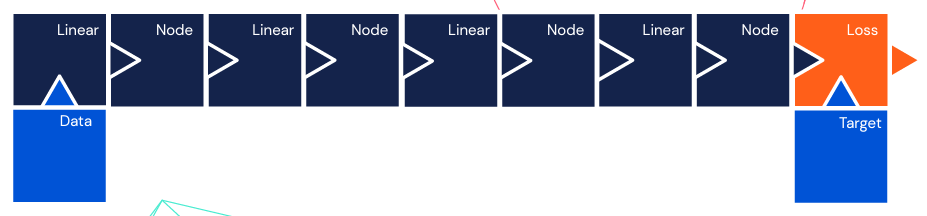 Linear
Node
Linear
Node
Linear
Node
Linear
Node
Loss
Data
Target